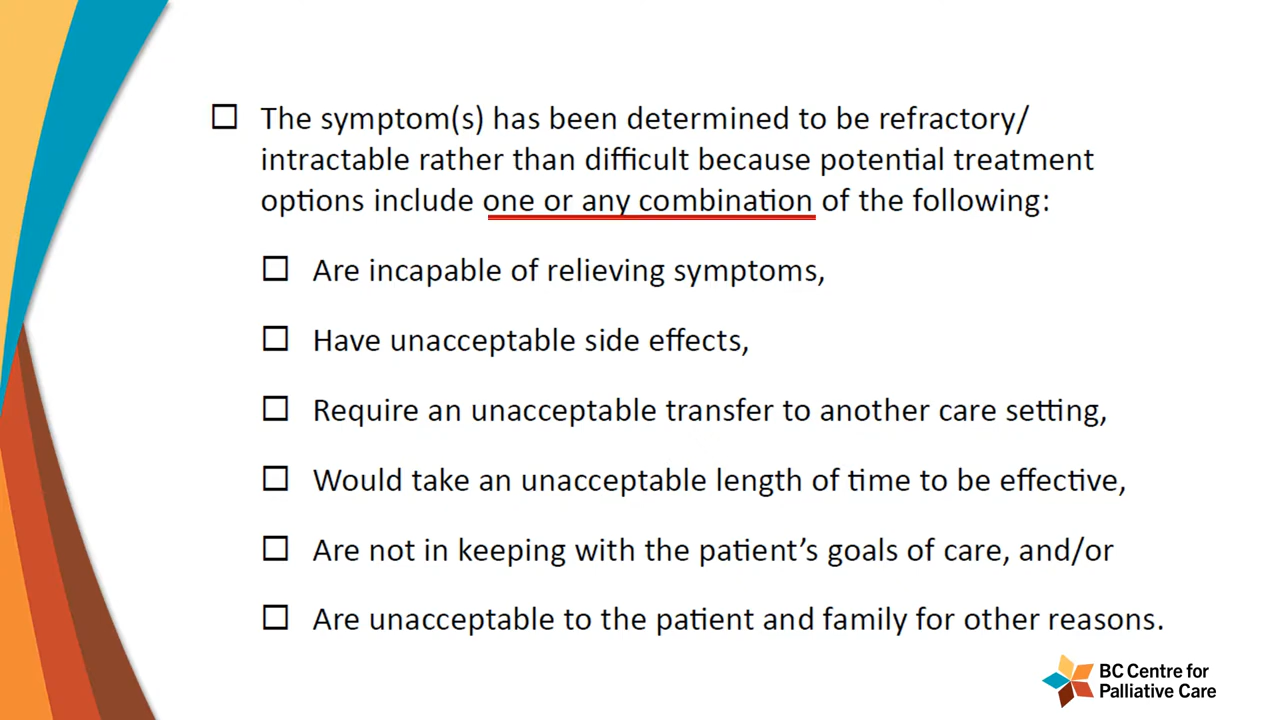 The symptom(s) has been determined to be refractory/
intractable rather than difficult because potential treatment
options include one or any combination of the following:
Are incapable of relieving symptoms,
Have unacceptable side effects,
Require an unacceptable transfer to another care setting,
Would take an unacceptable length of time to be effective,
Are not in keeping with the patient’s goals of care, and/or
Are unacceptable to the patient and family for other reasons.
BC Centre for
Palliative Care